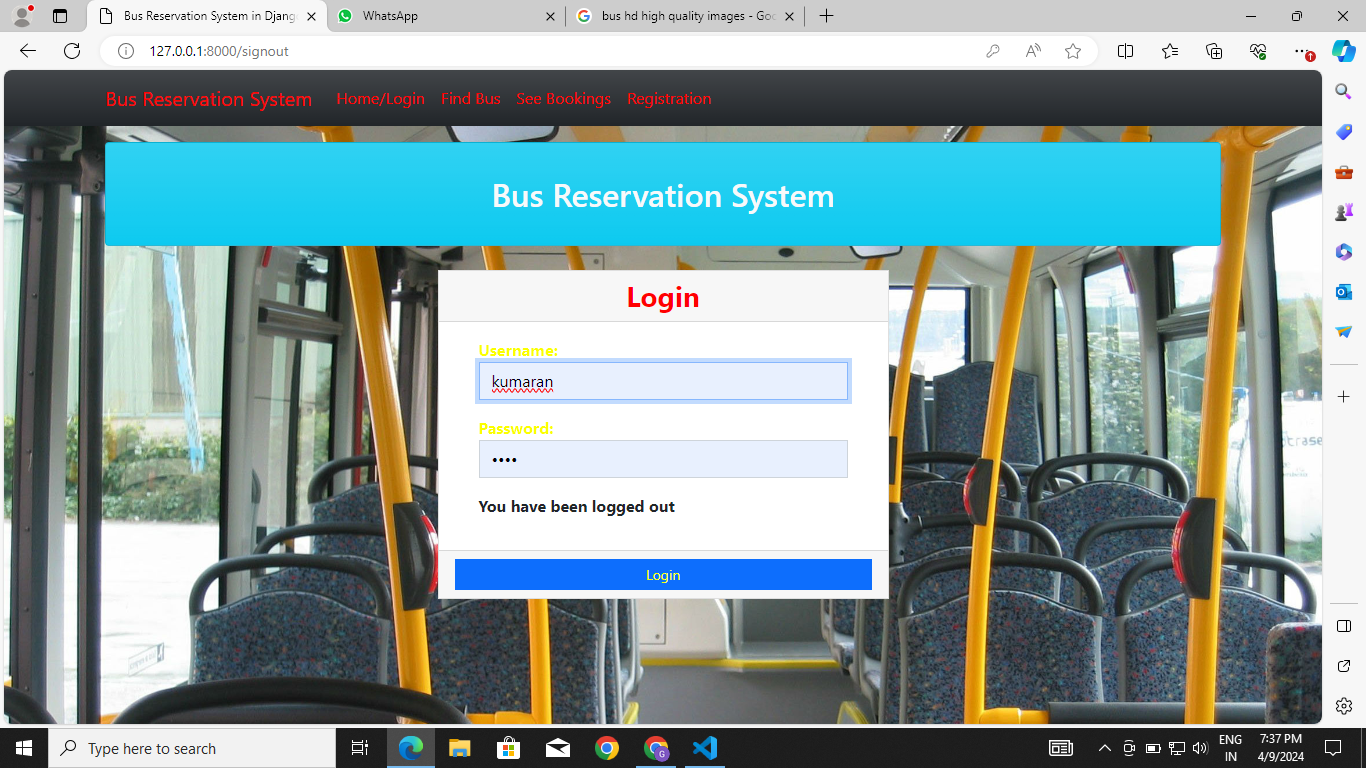 Bus Reservation System in Djang
WhatsApp
bus hd high quality images - Goo
127.0.0.1:8000/signout
Bus Reservation System
Home/Login
Find Bus
See Bookings
Registration
Bus Reservation System
Login
Username:
kumaran
Password:
••••
You have been logged out
Login
Type here to search
ENG
IN
7:37 PM
4/9/2024